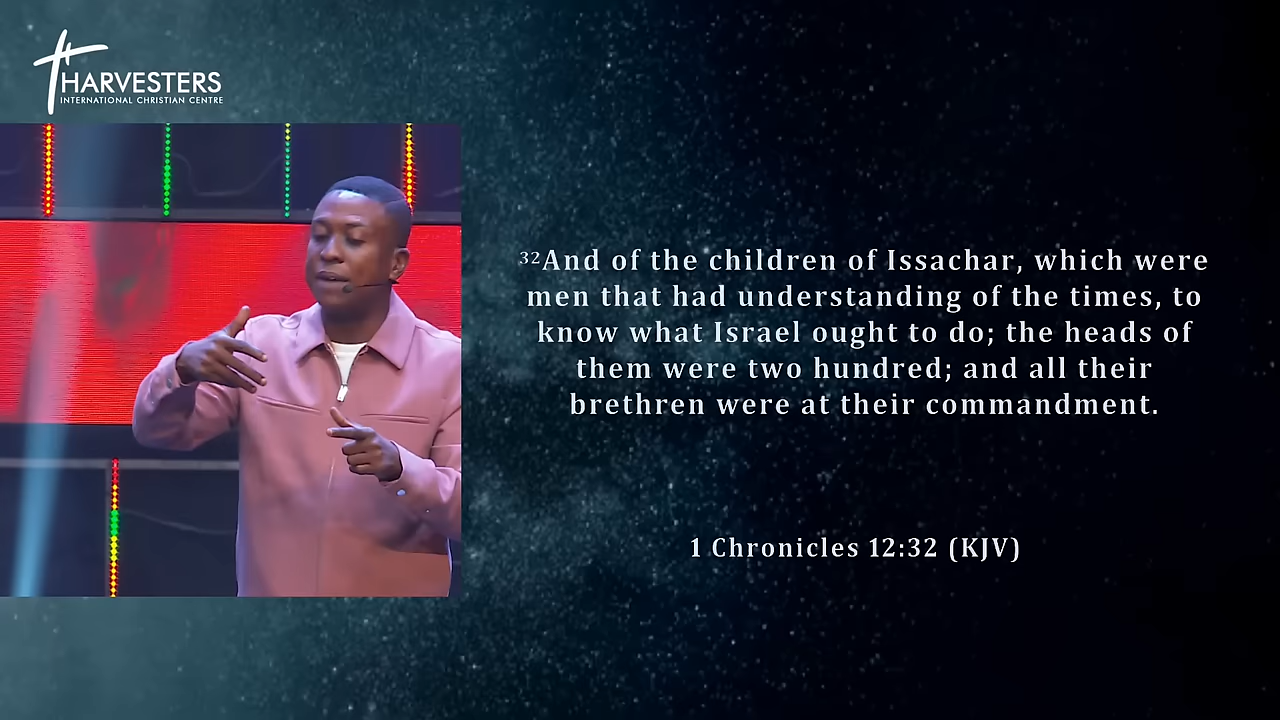 HARVESTERS
INTERNATIONAL CHRISTIAN CENTRE
³²And of the children of Issachar, which were
men that had understanding of the times, to
know what Israel ought to do; the heads of
them were two hundred; and all their
brethren were at their commandment.
1 Chronicles 12:32 (KJV)